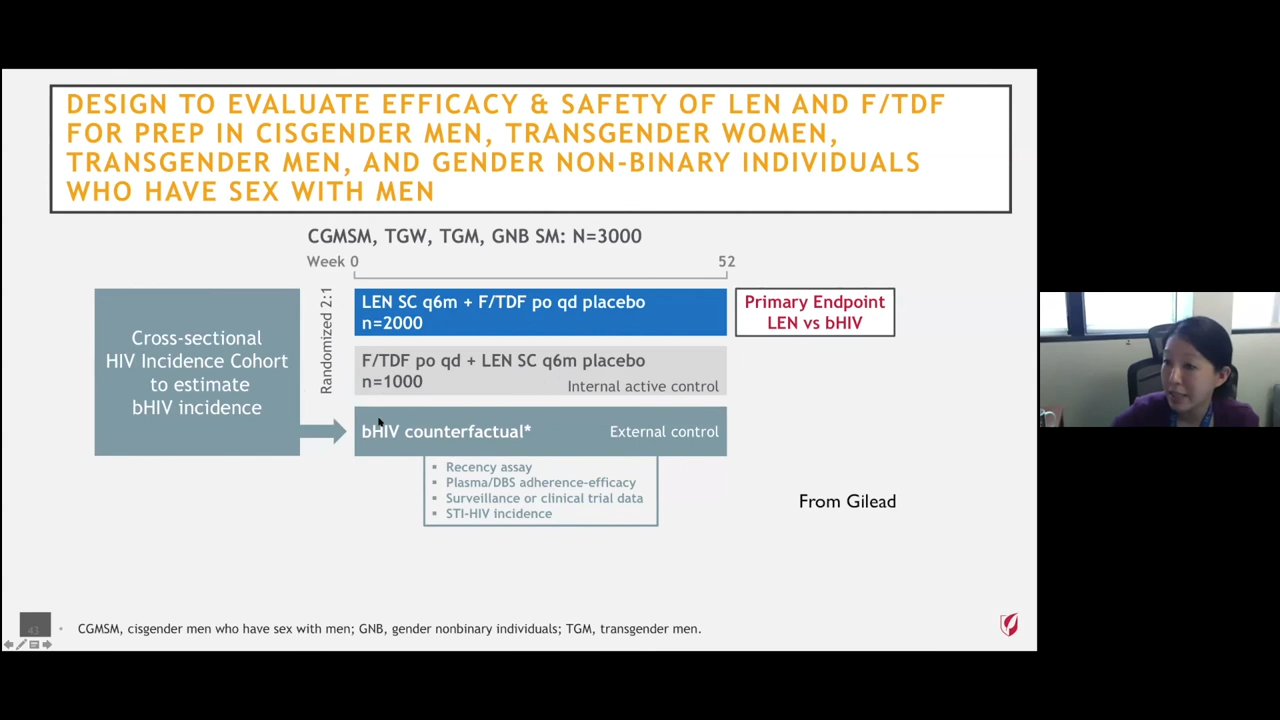 DESIGN TO EVALUATE EFFICACY & SAFETY OF LEN AND F/TDF
FOR PREP IN CISGENDER MEN, TRANSGENDER WOMEN,
TRANSGENDER MEN, AND GENDER NON-BINARY INDIVIDUALS
WHO HAVE SEX WITH MEN
CGMSM, TGW, TGM, GNB SM: N=3000
Week 0
52
Cross-sectional
HIV Incidence Cohort
to estimate
bHIV incidence
Randomized 2:1
LEN SC q6m + F/TDF po qd placebo
n=2000
Primary Endpoint
LEN vs bHIV
F/TDF po qd + LEN SC q6m placebo
n=1000
Internal active control
bHIV counterfactual*
External control
▪ Recency assay
▪ Plasma/DBS adherence-efficacy
▪ Surveillance or clinical trial data
▪ STI-HIV incidence
From Gilead
43
• CGMSM, cisgender men who have sex with men; GNB, gender nonbinary individuals; TGM, transgender men.